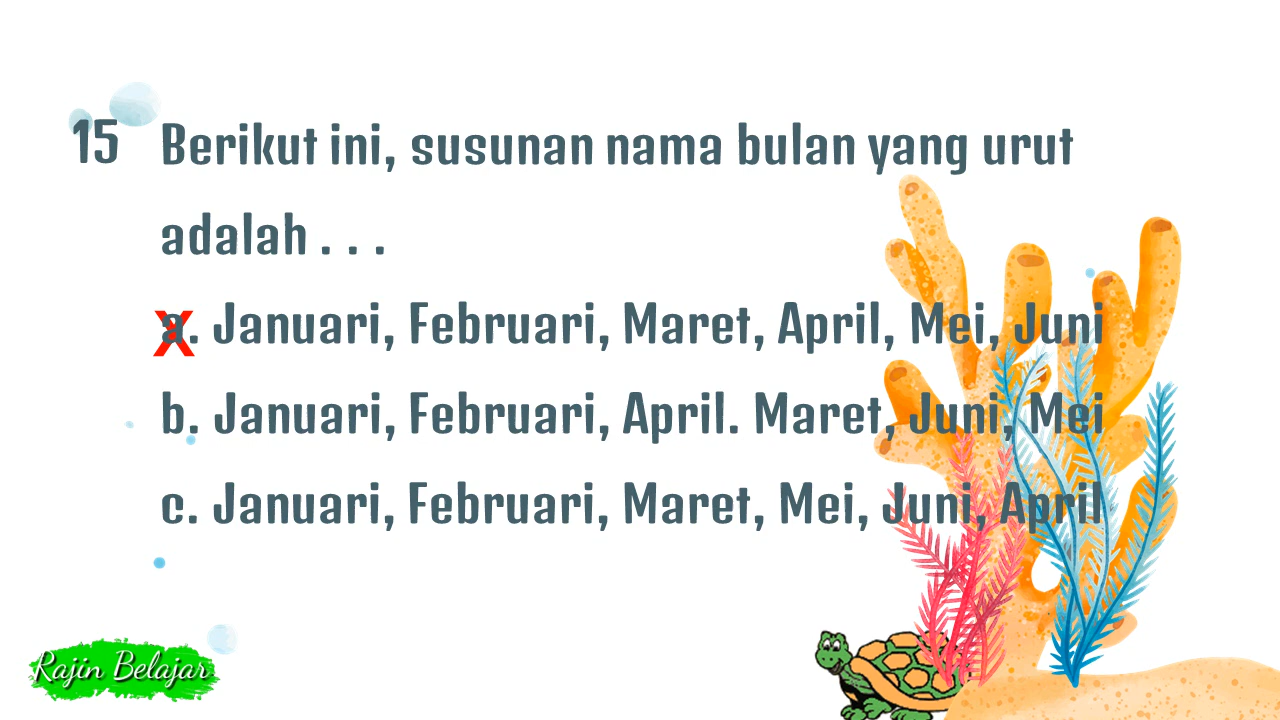 15 Berikut ini, susunan nama bulan yang urut
adalah . . .
a. Januari, Februari, Maret, April, Mei, Juni
b. Januari, Februari, April. Maret, Juni, Mei
c. Januari, Februari, Maret, Mei, Juni, April
Rajin Belajar